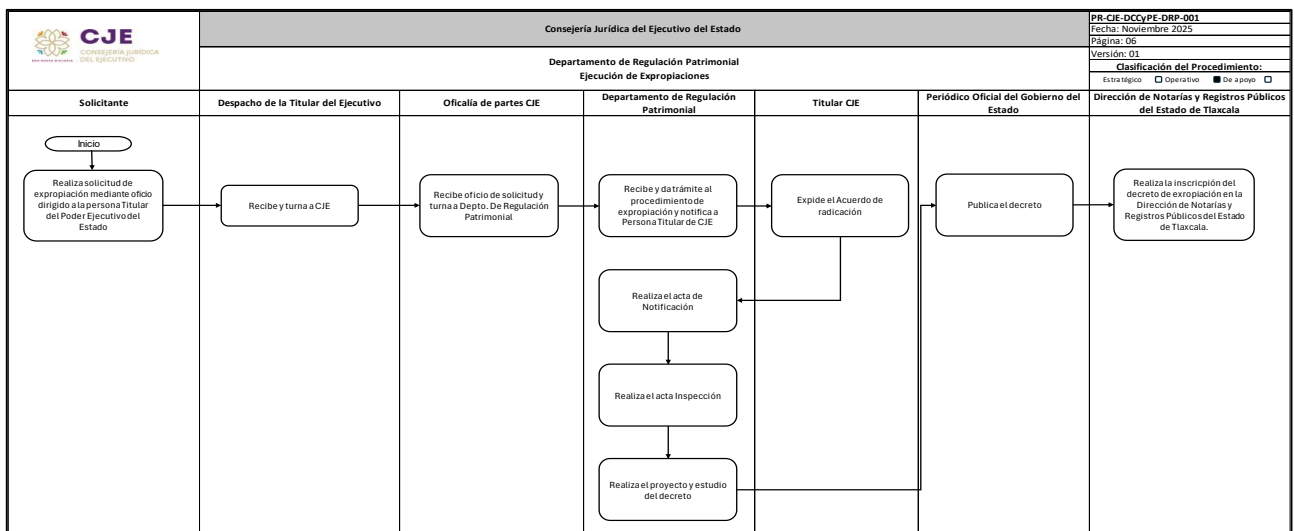 CJE
CONSEJERÍA JURÍDICA
DEL EJECUTIVO
Consejería Jurídica del Ejecutivo del Estado
Departamento de Regulación Patrimonial
Ejecución de Expropiaciones
PR-CJE-DCCyPE-DRP-001
Fecha: Noviembre 2025
Página: 06
Versión: 01
Clasificación del Procedimiento:
Estratégico Operativo De apoyo
Solicitante
Despacho de la Titular del Ejecutivo
Oficalía de partes CJE
Departamento de Regulación
Patrimonial
Titular CJE
Periódico Oficial del Gobierno del
Estado
Dirección de Notarías y Registros Públicos
del Estado de Tlaxcala
Inicio
Realiza solicitud de
expropiación mediante oficio
dirigido a la persona Titular
del Poder Ejecutivo del
Estado
Recibe y turna a CJE
Recibe oficio de solicitud y
turna a Depto. De Regulación
Patrimonial
Recibe y da trámite al
procedimiento de
expropiación y notifica a
Persona Titular de CJE
Expide el Acuerdo de
radicación
Publica el decreto
Realiza la inscricpión del
decreto de exropiación en la
Dirección de Notarías y
Registros Públicos del Estado
de Tlaxcala.
Realiza el acta de
Notificación
Realiza el acta Inspección
Realiza el proyecto y estudio
del decreto